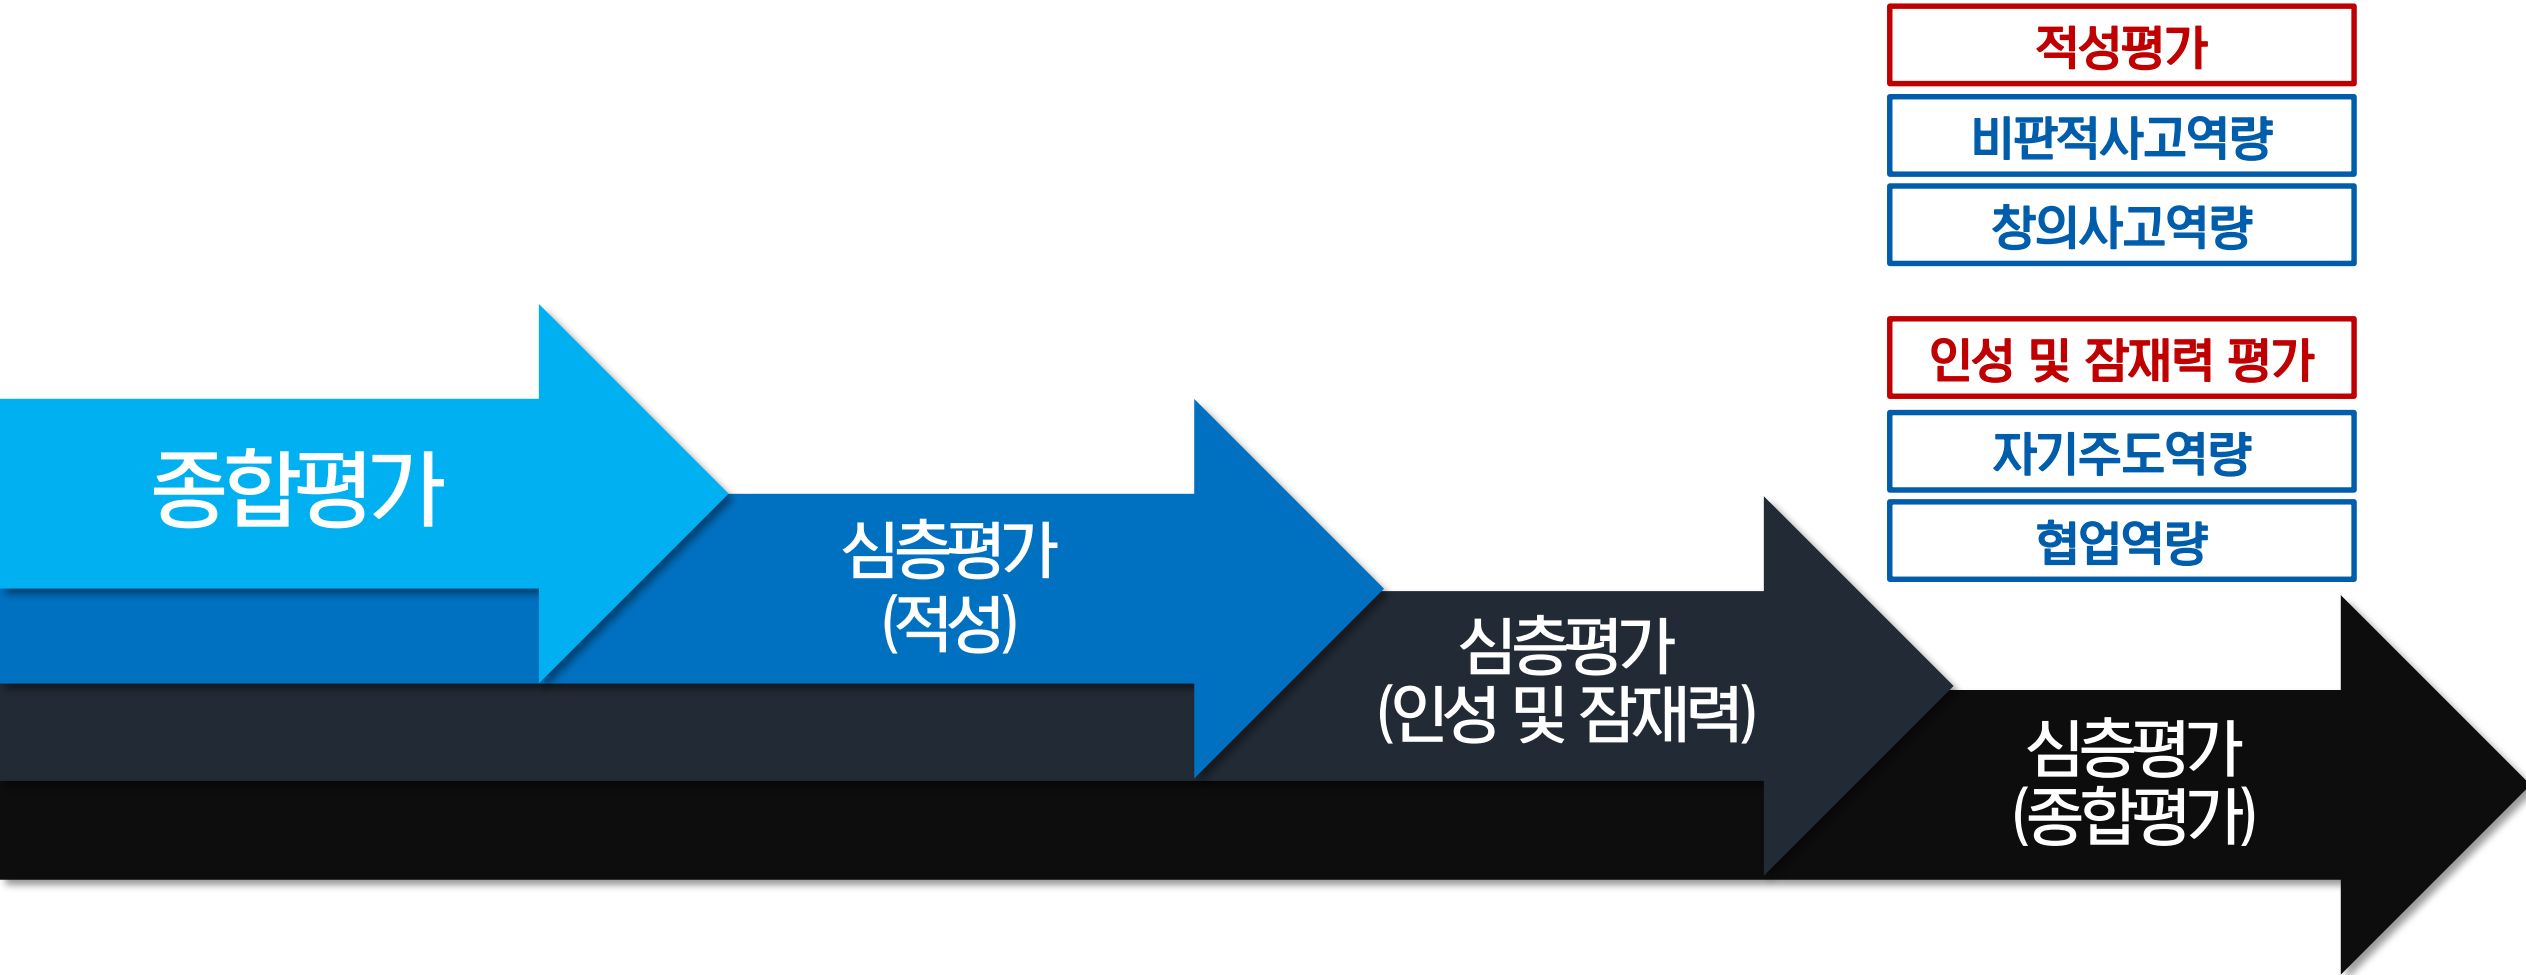 적성평가
비판적사고역량
창의사고역량
인성 및 잠재력 평가
자기주도역량
협업역량
종합평가
심층평가
(적성)
심층평가
(인성 및 잠재력)
심층평가
(종합평가)